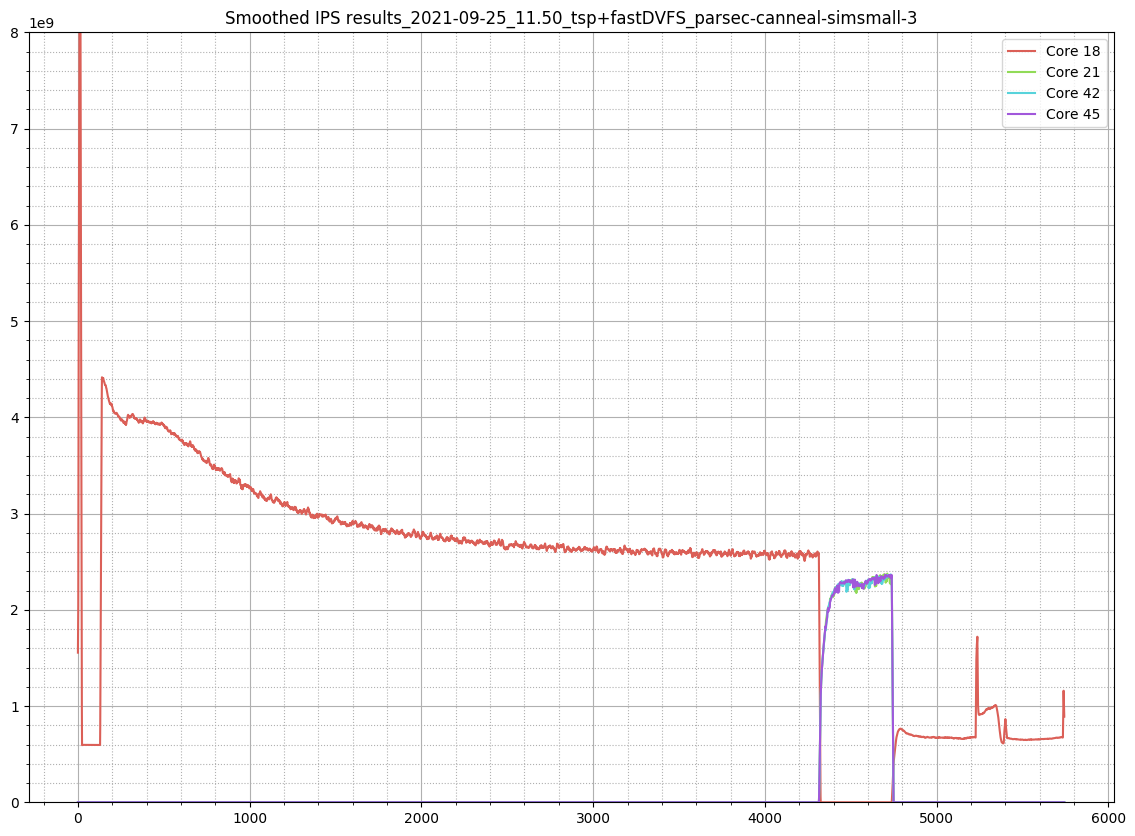 Smoothed IPS results_2021-09-25_11.50_tsp+fastDVFS_parsec-canneal-simsmall-3
1e9
8
7
6
5
4
3
2
1
0
Core 18
Core 21
Core 42
Core 45
0 1000 2000 3000 4000 5000 6000